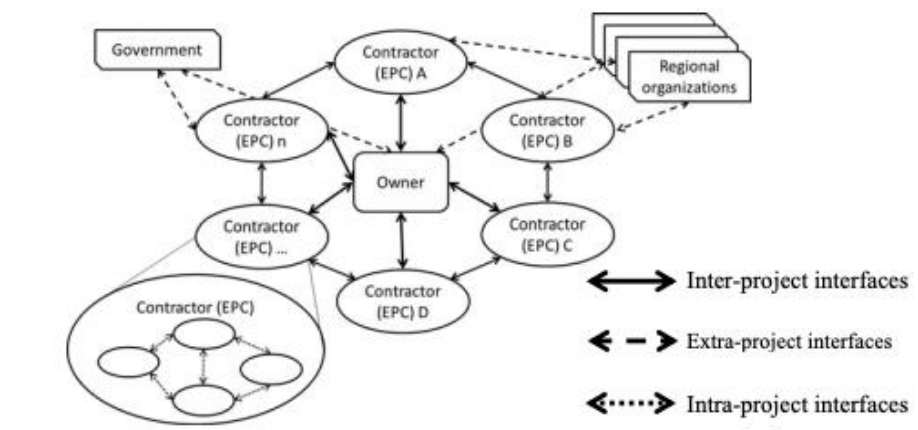 Government
Contractor
(EPC) A
Regional
organizations
Contractor
(EPC) n
Contractor
(EPC) B
Owner
Contractor
(EPC) ...
Contractor
(EPC) C
Contractor
(EPC) D
Contractor (EPC)
Inter-project interfaces
Extra-project interfaces
Intra-project interfaces